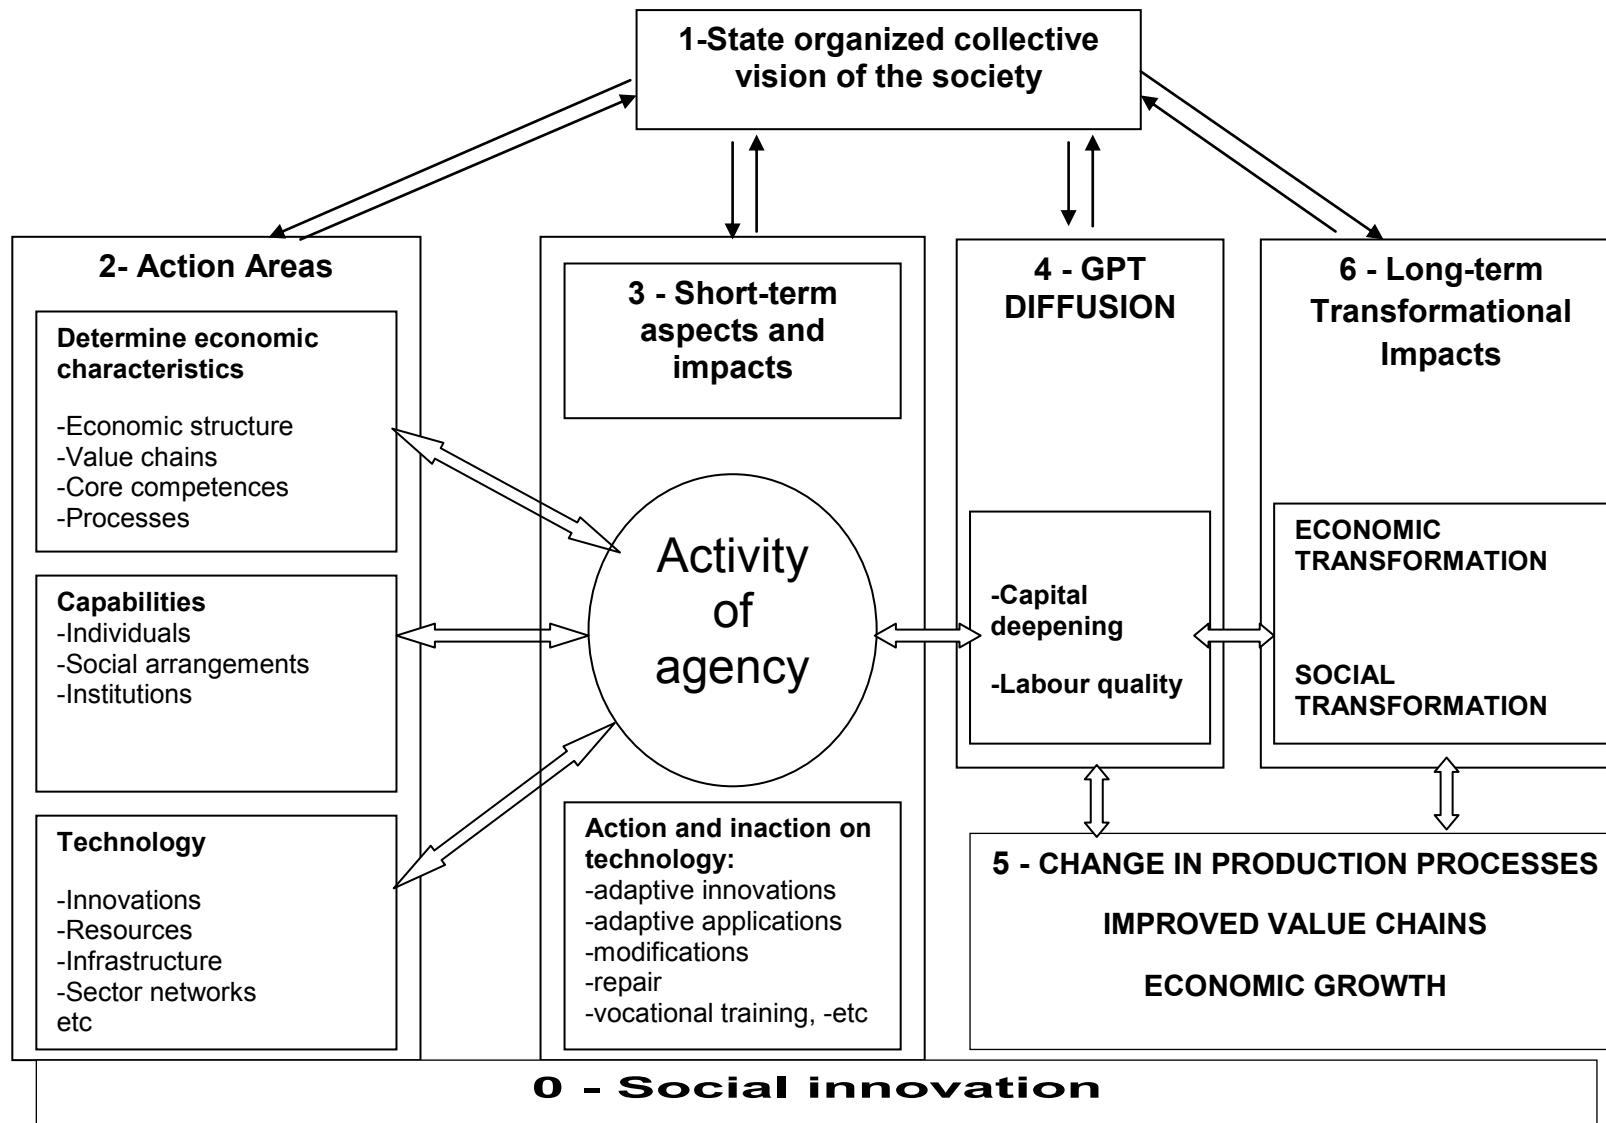 1-State organized collective
vision of the society
2- Action Areas
Determine economic
characteristics
-Economic structure
-Value chains
-Core competences
-Processes
Capabilities
-Individuals
-Social arrangements
-Institutions
Technology
-Innovations
-Resources
-Infrastructure
-Sector networks
etc
3 - Short-term
aspects and
impacts
Activity
of
agency
Action and inaction on
technology:
-adaptive innovations
-adaptive applications
-modifications
-repair
-vocational training, -etc
4 - GPT
DIFFUSION
-Capital
deepening
-Labour quality
6 - Long-term
Transformational
Impacts
ECONOMIC
TRANSFORMATION
SOCIAL
TRANSFORMATION
5 - CHANGE IN PRODUCTION PROCESSES
IMPROVED VALUE CHAINS
ECONOMIC GROWTH
0 - Social innovation